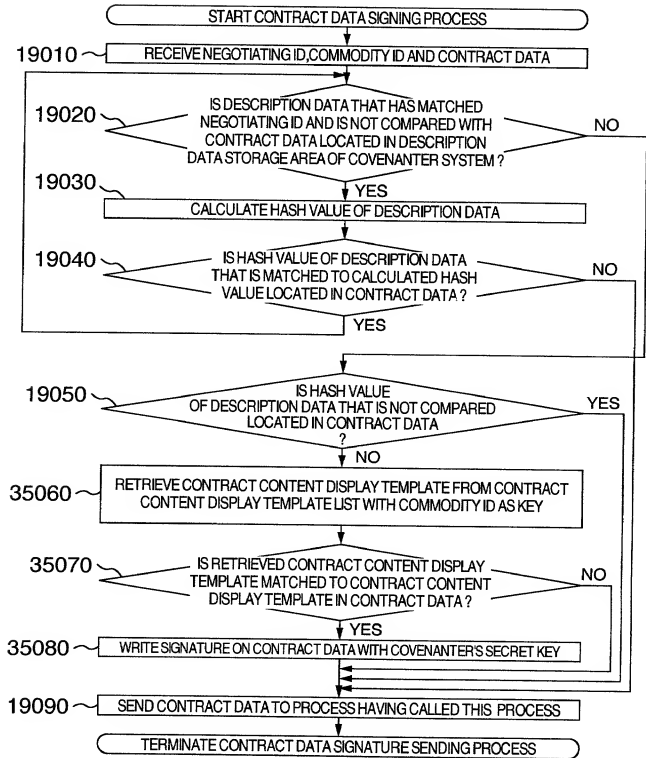 START CONTRACT DATA SIGNING PROCESS
19010
RECEIVE NEGOTIATING ID,COMMODITY ID AND CONTRACT DATA
19020
IS DESCRIPTION DATA THAT HAS MATCHED
NEGOTIATING ID AND IS NOT COMPARED WITH
CONTRACT DATA LOCATED IN DESCRIPTION
DATA STORAGE AREA OF COVENANTER SYSTEM ?
NO
YES
19030
CALCULATE HASH VALUE OF DESCRIPTION DATA
19040
IS HASH VALUE OF DESCRIPTION DATA
THAT IS MATCHED TO CALCULATED HASH
VALUE LOCATED IN CONTRACT DATA ?
NO
YES
19050
IS HASH VALUE
OF DESCRIPTION DATA THAT IS NOT COMPARED
LOCATED IN CONTRACT DATA
?
YES
NO
35060
RETRIEVE CONTRACT CONTENT DISPLAY TEMPLATE FROM CONTRACT
CONTENT DISPLAY TEMPLATE LIST WITH COMMODITY ID AS KEY
35070
IS RETRIEVED CONTRACT CONTENT DISPLAY
TEMPLATE MATCHED TO CONTRACT CONTENT
DISPLAY TEMPLATE IN CONTRACT DATA ?
NO
YES
35080
WRITE SIGNATURE ON CONTRACT DATA WITH COVENANTER'S SECRET KEY
19090
SEND CONTRACT DATA TO PROCESS HAVING CALLED THIS PROCESS
TERMINATE CONTRACT DATA SIGNATURE SENDING PROCESS